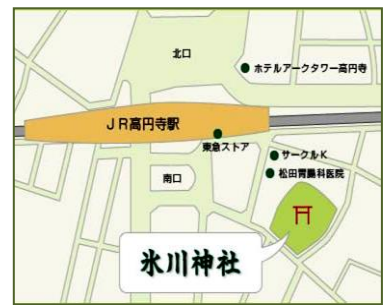 北口
ホテルアークタワー高円寺
JR高円寺駅
東急ストア
サークルK
南口
松田胃腸科医院
氷川神社